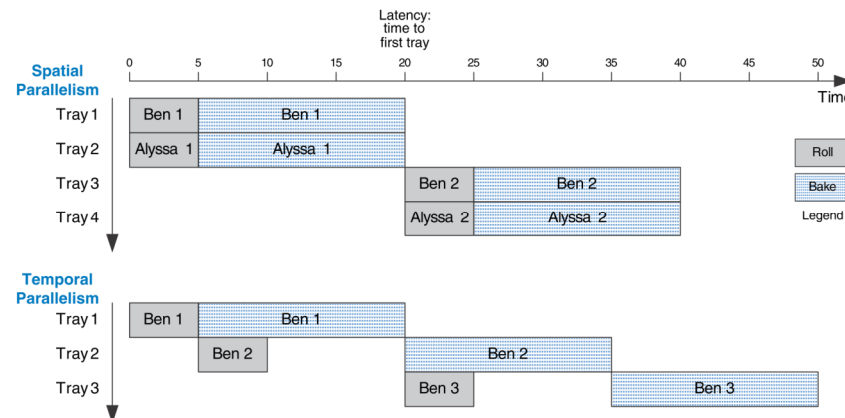 Latency:
time to
first tray
0 5 10 15 20 25 30 35 40 45 50
Time
Spatial
Parallelism
Tray 1 Ben 1 Ben 1
Tray 2 Alyssa 1 Alyssa 1
Tray 3 Ben 2 Ben 2
Tray 4 Alyssa 2 Alyssa 2
Roll
Bake
Legend
Temporal
Parallelism
Tray 1 Ben 1 Ben 1
Tray 2 Ben 2 Ben 2
Tray 3 Ben 3 Ben 3